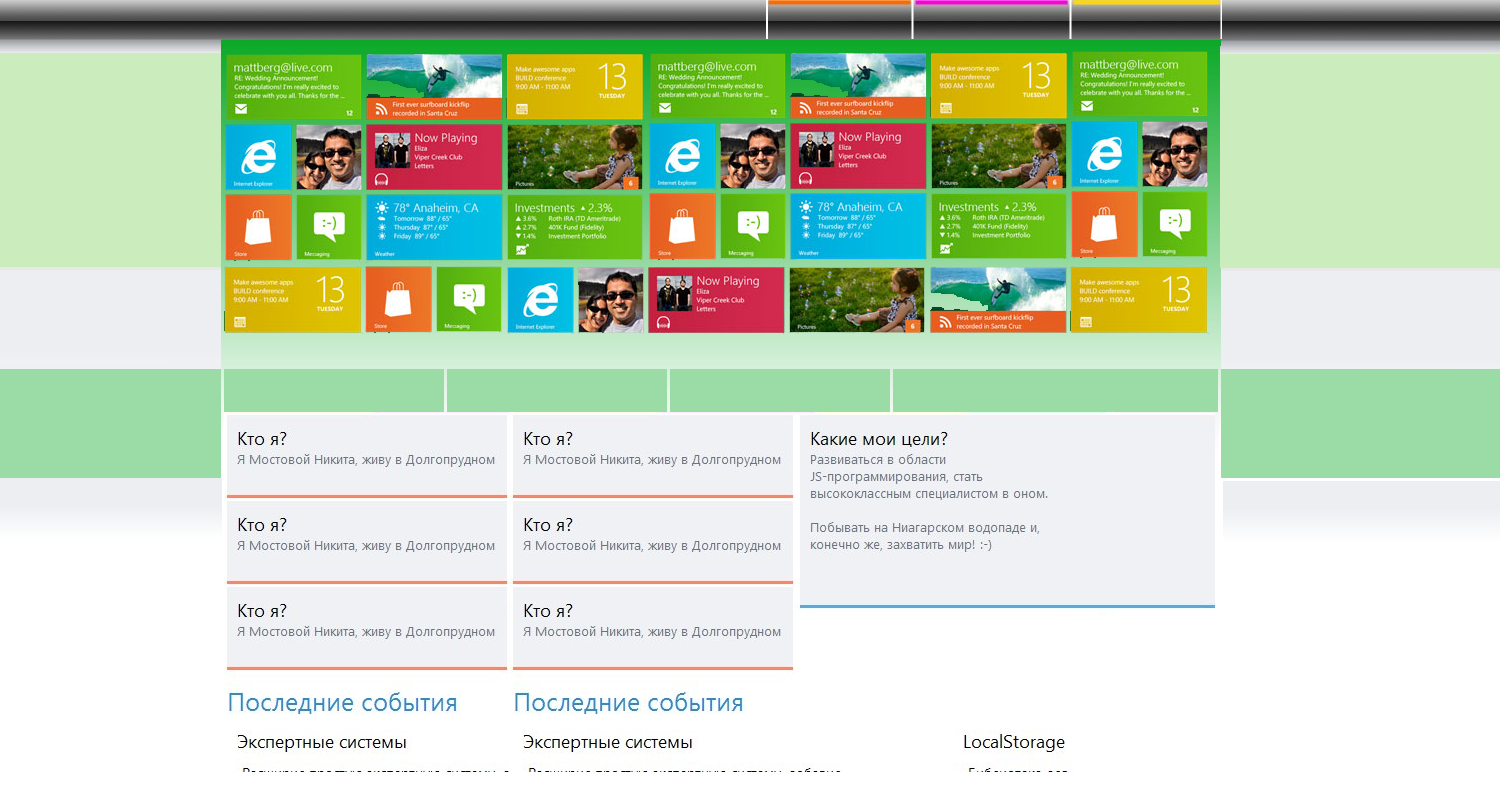 mattberg@live.com
RE: Wedding Announcement!
Congratulations! I'm really excited to
celebrate with you all. Thanks for the ...
12
First ever surfboard kickflip
recorded in Santa Cruz
Make awesome apps
BUILD conference
9:00 AM - 11:00 AM
13
TUESDAY
mattberg@live.com
RE: Wedding Announcement!
Congratulations! I'm really excited to
celebrate with you all. Thanks for the ...
12
First ever surfboard kickflip
recorded in Santa Cruz
Make awesome apps
BUILD conference
9:00 AM - 11:00 AM
13
TUESDAY
mattberg@live.com
RE: Wedding Announcement!
Congratulations! I'm really excited to
celebrate with you all. Thanks for the ...
12
Internet Explorer
Now Playing
Eliza
Viper Creek Club
Letters
Pictures
6
Internet Explorer
Now Playing
Eliza
Viper Creek Club
Letters
Pictures
6
Internet Explorer
Store
:-)
Messaging
78° Anaheim, CA
Tomorrow 88° / 65°
Thursday 87° / 65°
Friday 89° / 65°
Weather
Investments ▲ 2.3%
▲ 3.6% Roth IRA (TD Ameritrade)
▲ 2.7% 401K Fund (Fidelity)
▼ 1.4% Investment Portfolio
Store
:-)
Messaging
78° Anaheim, CA
Tomorrow 88° / 65°
Thursday 87° / 65°
Friday 89° / 65°
Weather
Investments ▲ 2.3%
▲ 3.6% Roth IRA (TD Ameritrade)
▲ 2.7% 401K Fund (Fidelity)
▼ 1.4% Investment Portfolio
Store
:-)
Messaging
Make awesome apps
BUILD conference
9:00 AM - 11:00 AM
13
TUESDAY
Store
:-)
Messaging
Internet Explorer
Now Playing
Eliza
Viper Creek Club
Letters
Pictures
6
First ever surfboard kickflip
recorded in Santa Cruz
Make awesome apps
BUILD conference
9:00 AM - 11:00 AM
13
TUESDAY
Кто я?
Я Мостовой Никита, живу в Долгопрудном
Кто я?
Я Мостовой Никита, живу в Долгопрудном
Какие мои цели?
Развиваться в области
JS-программирования, стать
высококлассным специалистом в оном.
Побывать на Ниагарском водопаде и,
конечно же, захватить мир! :-)
Кто я?
Я Мостовой Никита, живу в Долгопрудном
Кто я?
Я Мостовой Никита, живу в Долгопрудном
Кто я?
Я Мостовой Никита, живу в Долгопрудном
Кто я?
Я Мостовой Никита, живу в Долгопрудном
Последние события
Последние события
Экспертные системы
Экспертные системы
LocalStorage